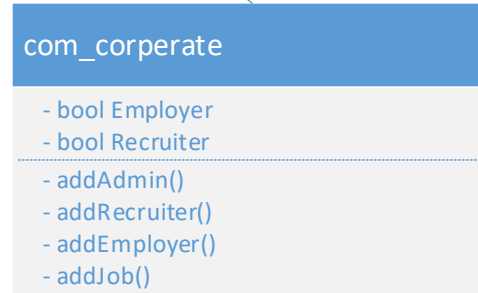 com_corperate
- bool Employer
- bool Recruiter
- addAdmin()
- addRecruiter()
- addEmployer()
- addJob()